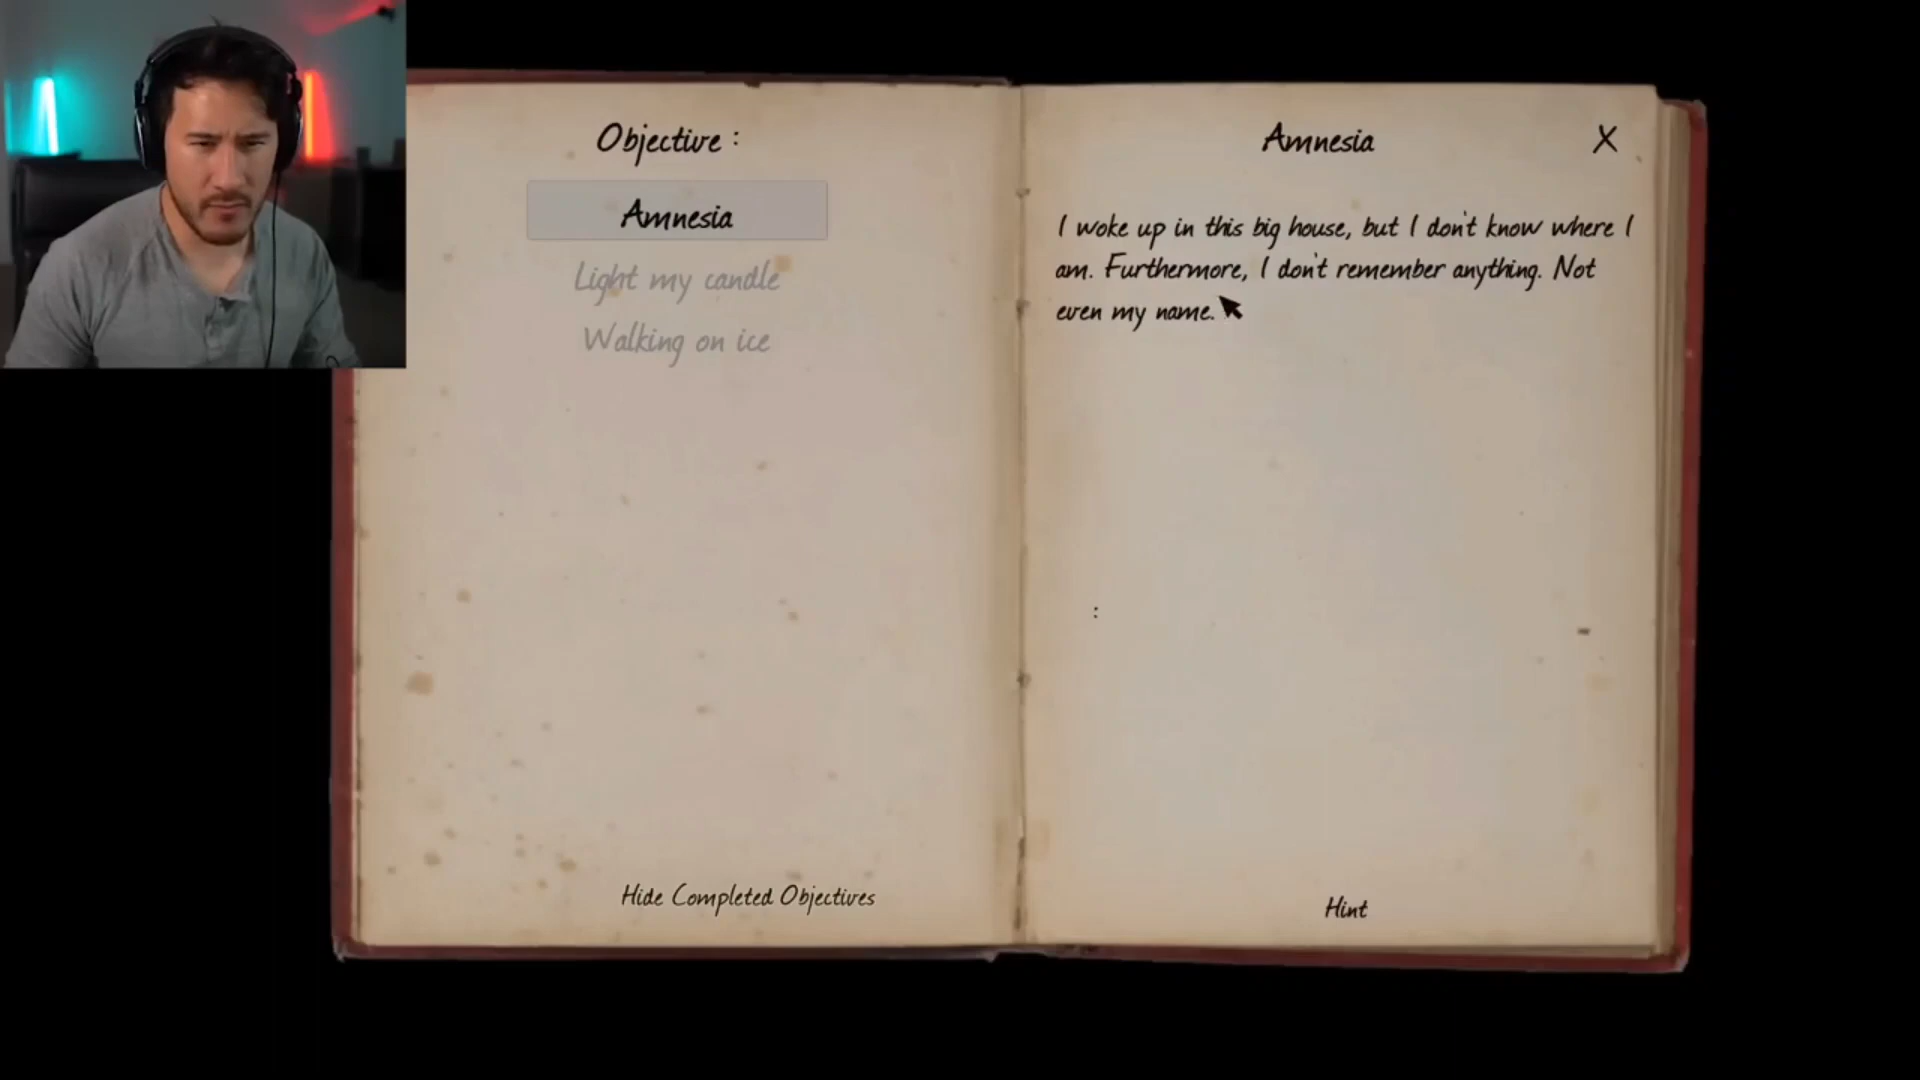 Objective :
Amnesia
Light my candle
Walking on ice
Hide Completed Objectives
Amnesia
X
I woke up in this big house, but I don't know where I
am. Furthermore, I don't remember anything. Not
even my name.
:
-
Hint